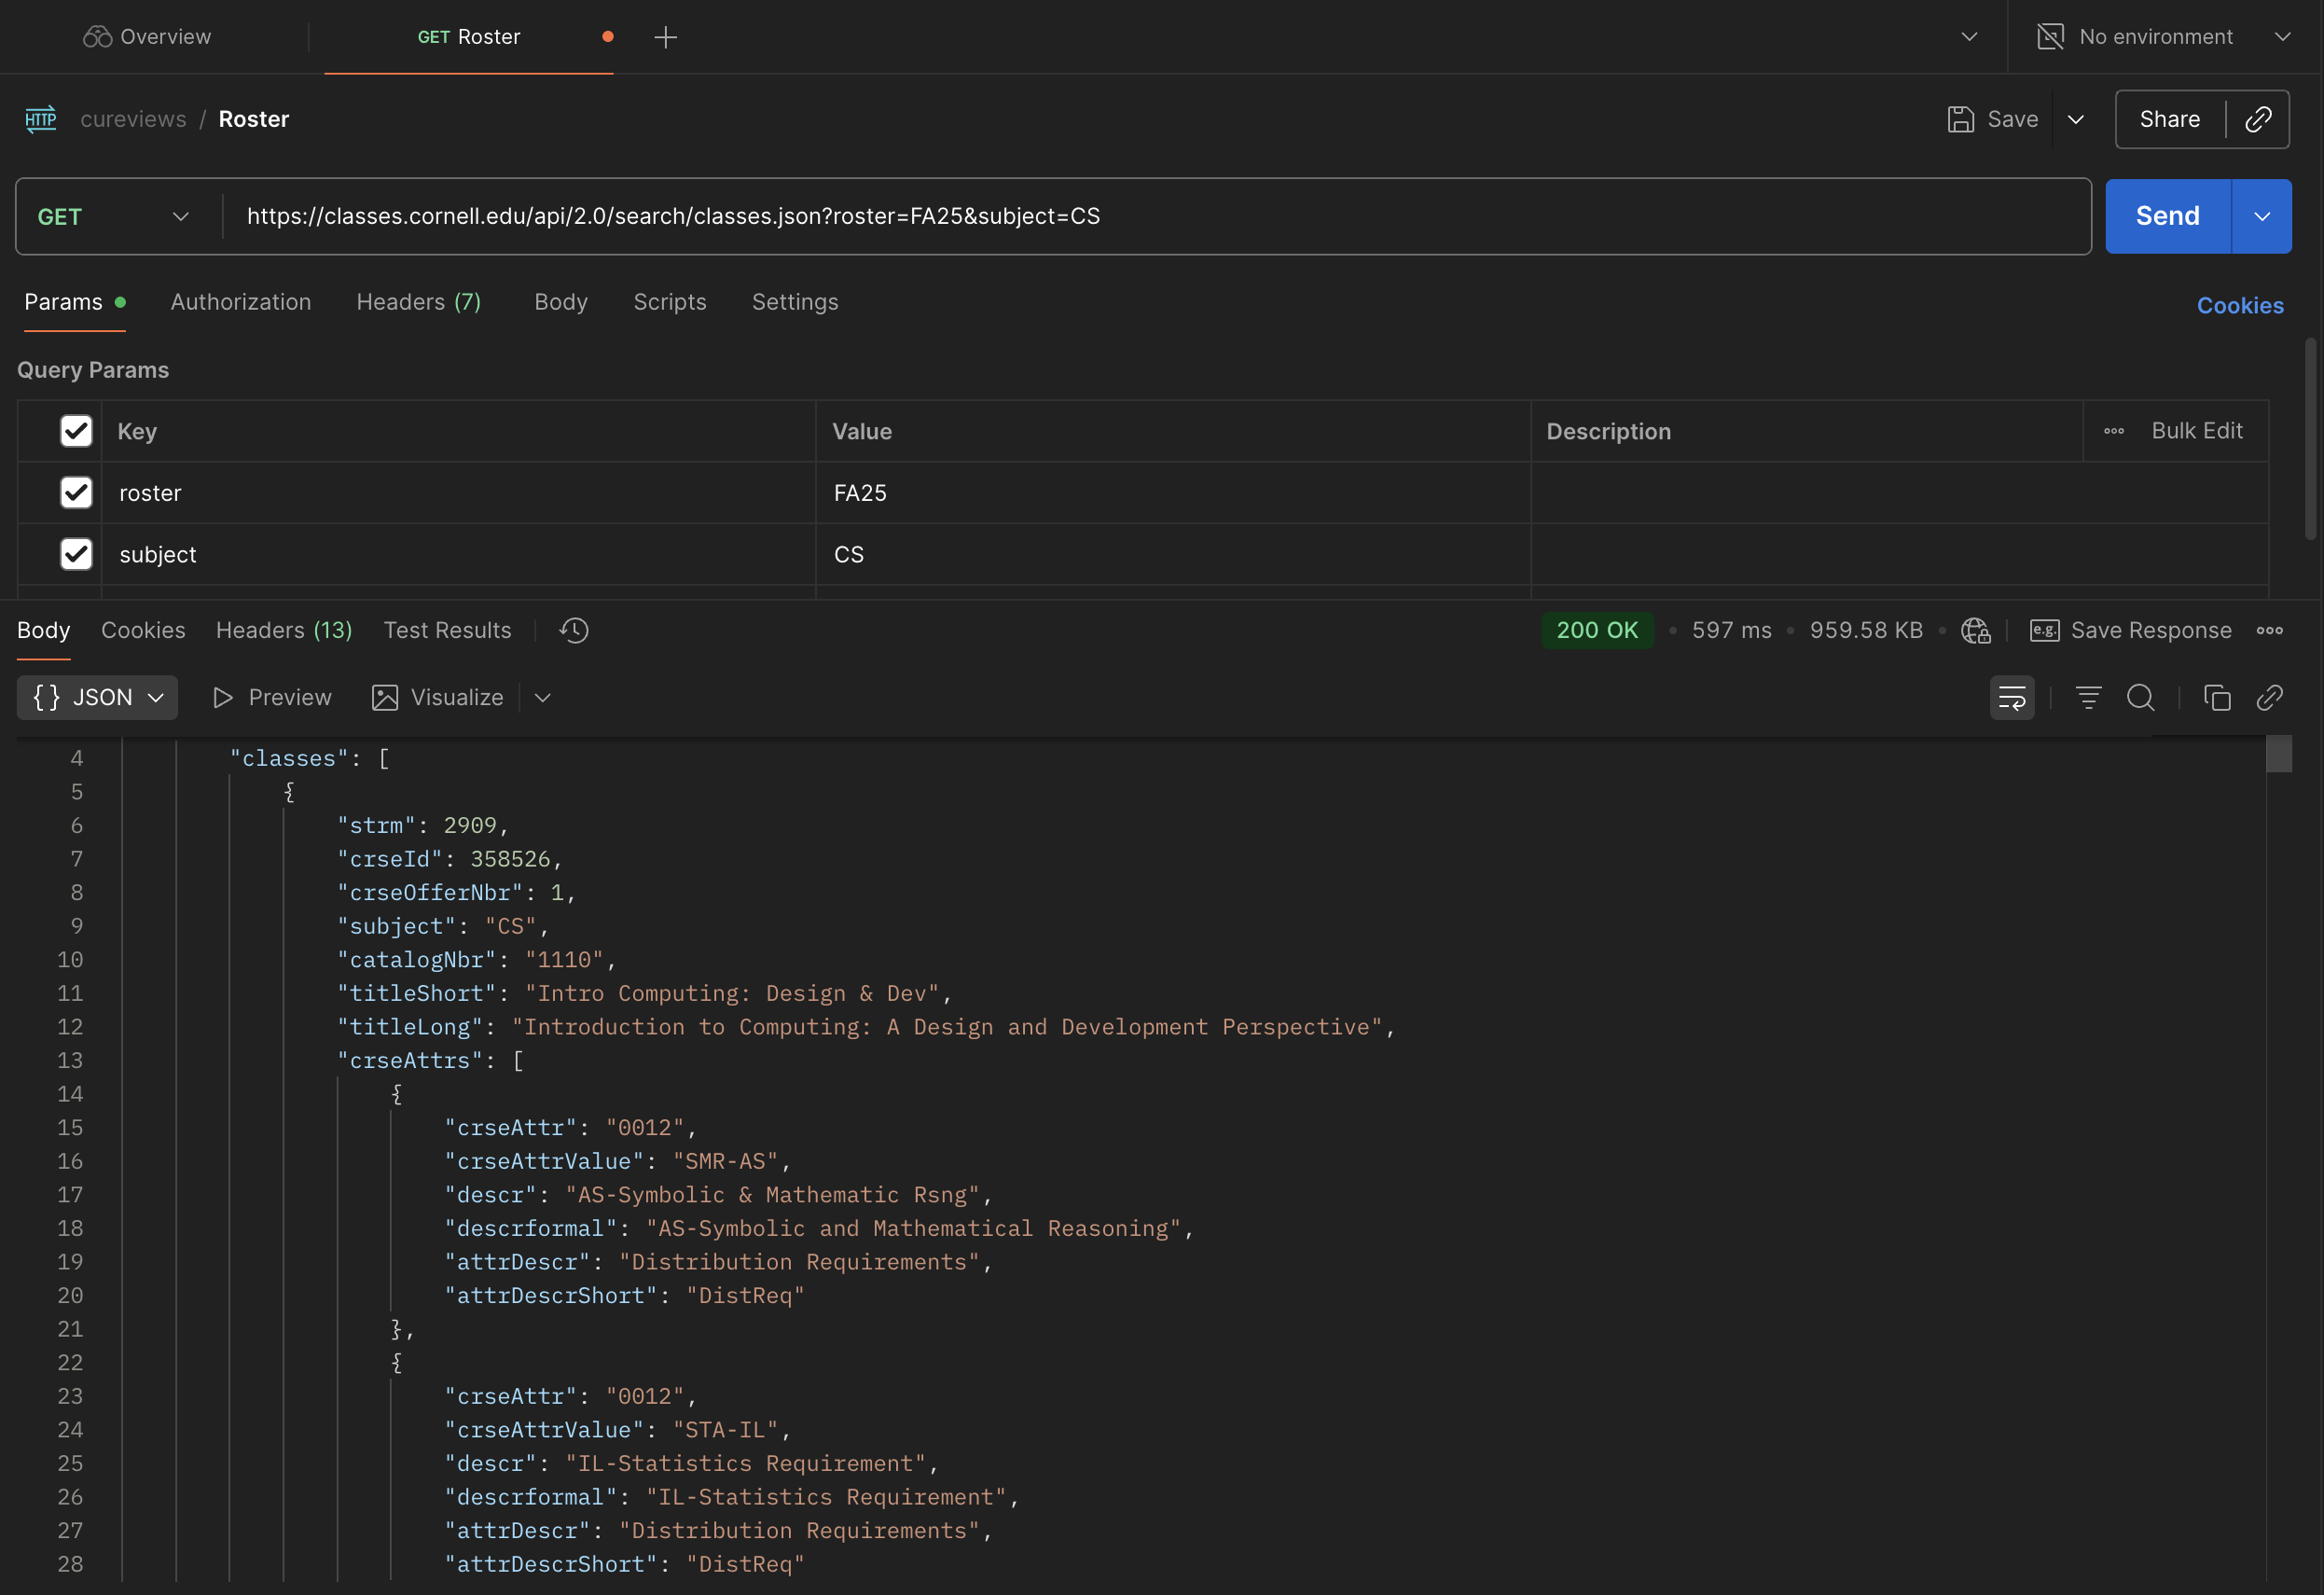 Overview
GET Roster
No environment
HTTP cureviews / Roster
Save
Share
GET
https://classes.cornell.edu/api/2.0/search/classes.json?roster=FA25&subject=CS
Send
Params Authorization Headers (7) Body Scripts Settings
Cookies
Query Params
Key Value Description Bulk Edit
roster FA25
subject CS
Body Cookies Headers (13) Test Results
200 OK • 597 ms • 959.58 KB • e.g. Save Response
{} JSON Preview Visualize
4 "classes": [
5 {
6 "strm": 2909,
7 "crseId": 358526,
8 "crseOfferNbr": 1,
9 "subject": "CS",
10 "catalogNbr": "1110",
11 "titleShort": "Intro Computing: Design & Dev",
12 "titleLong": "Introduction to Computing: A Design and Development Perspective",
13 "crseAttrs": [
14 {
15 "crseAttr": "0012",
16 "crseAttrValue": "SMR-AS",
17 "descr": "AS-Symbolic & Mathematic Rsng",
18 "descrformal": "AS-Symbolic and Mathematical Reasoning",
19 "attrDescr": "Distribution Requirements",
20 "attrDescrShort": "DistReq"
21 },
22 {
23 "crseAttr": "0012",
24 "crseAttrValue": "STA-IL",
25 "descr": "IL-Statistics Requirement",
26 "descrformal": "IL-Statistics Requirement",
27 "attrDescr": "Distribution Requirements",
28 "attrDescrShort": "DistReq"